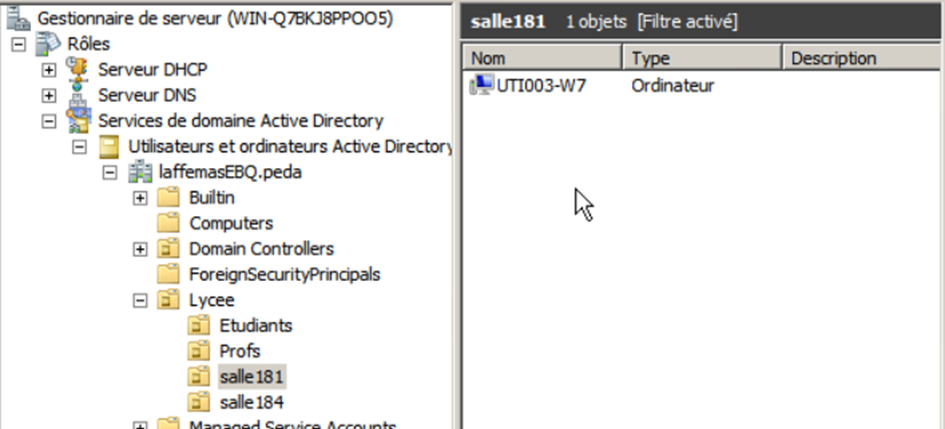 Gestionnaire de serveur (WIN-Q7BKJ8PPOO5)
Rôles
Serveur DHCP
Serveur DNS
Services de domaine Active Directory
Utilisateurs et ordinateurs Active Directory
laffemasEBQ.peda
Builtin
Computers
Domain Controllers
ForeignSecurityPrincipals
Lycee
Etudiants
Profs
salle181
salle184
Managed Service Accounts
salle181 1 objets [Filtre activé]
Nom Type Description
UTI003-W7 Ordinateur